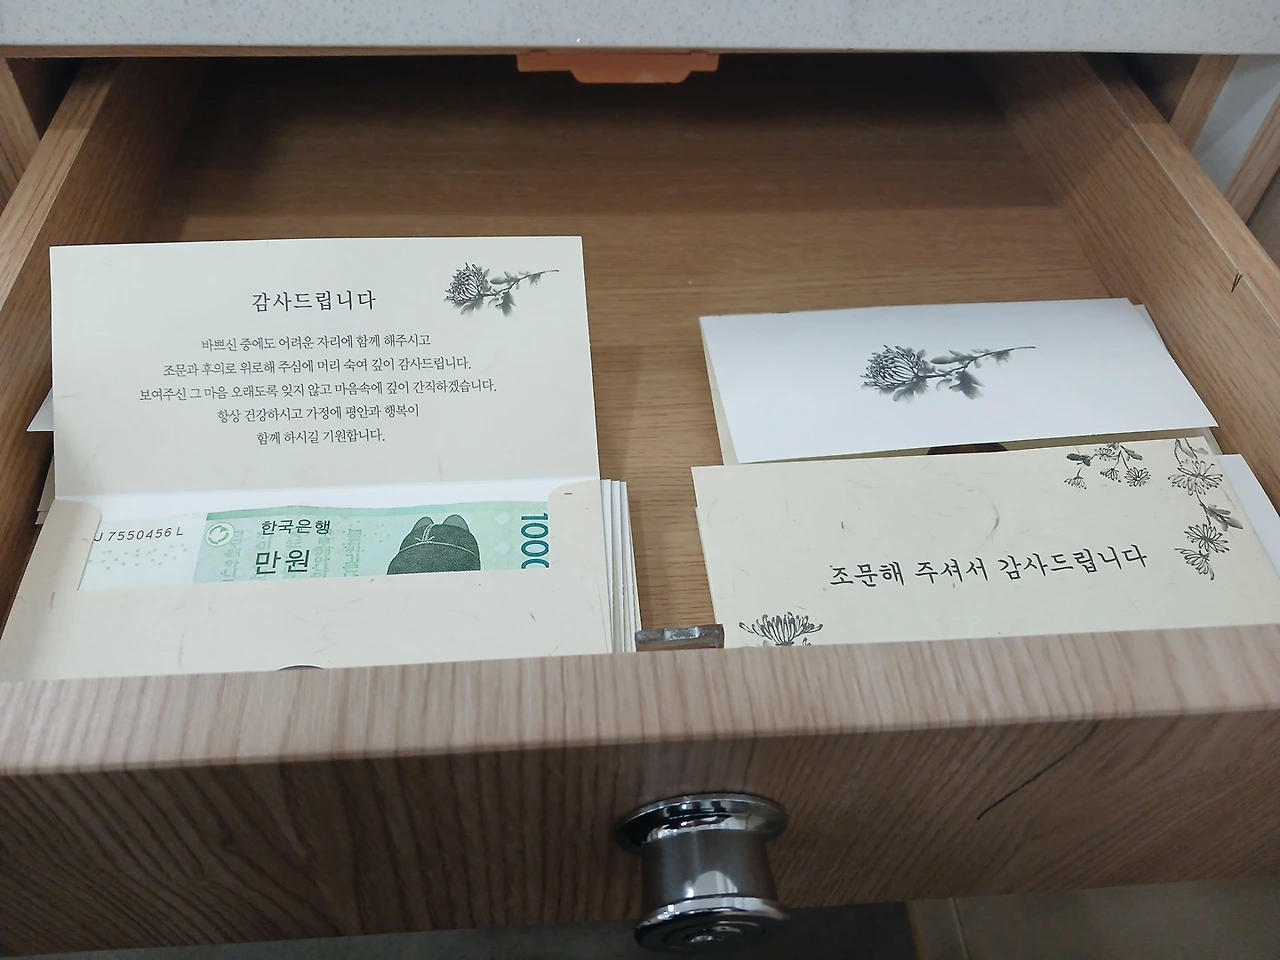 감사드립니다
바쁘신 중에도 어려운 자리에 함께 해주시고
조문과 후의로 위로해 주심에 머리 숙여 깊이 감사드립니다.
보여주신 그 마음 오래도록 잊지 않고 마음속에 깊이 간직하겠습니다.
항상 건강하시고 가정에 평안과 행복이
함께 하시길 기원합니다.
U 7550456 L
한국은행
만원
1000
조문해 주셔서 감사드립니다